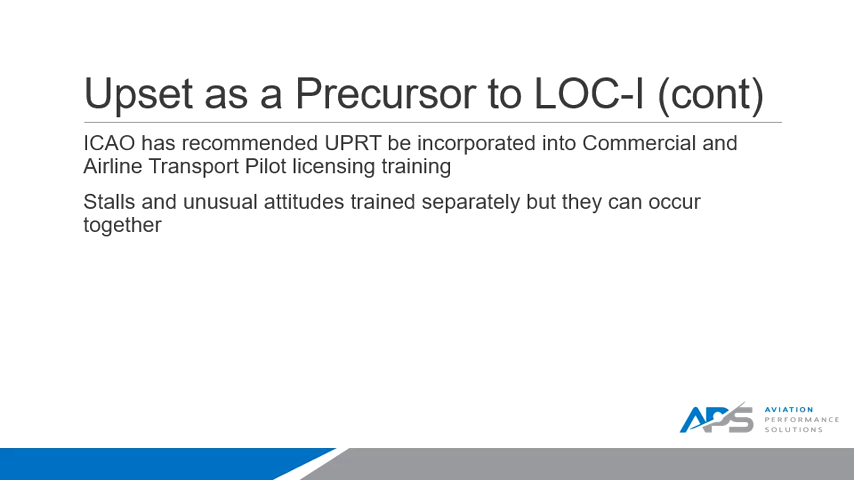 Upset as a Precursor to LOC-I (cont)
ICAO has recommended UPRT be incorporated into Commercial and
Airline Transport Pilot licensing training
Stalls and unusual attitudes trained separately but they can occur
together
APS
AVIATION
PERFORMANCE
SOLUTIONS